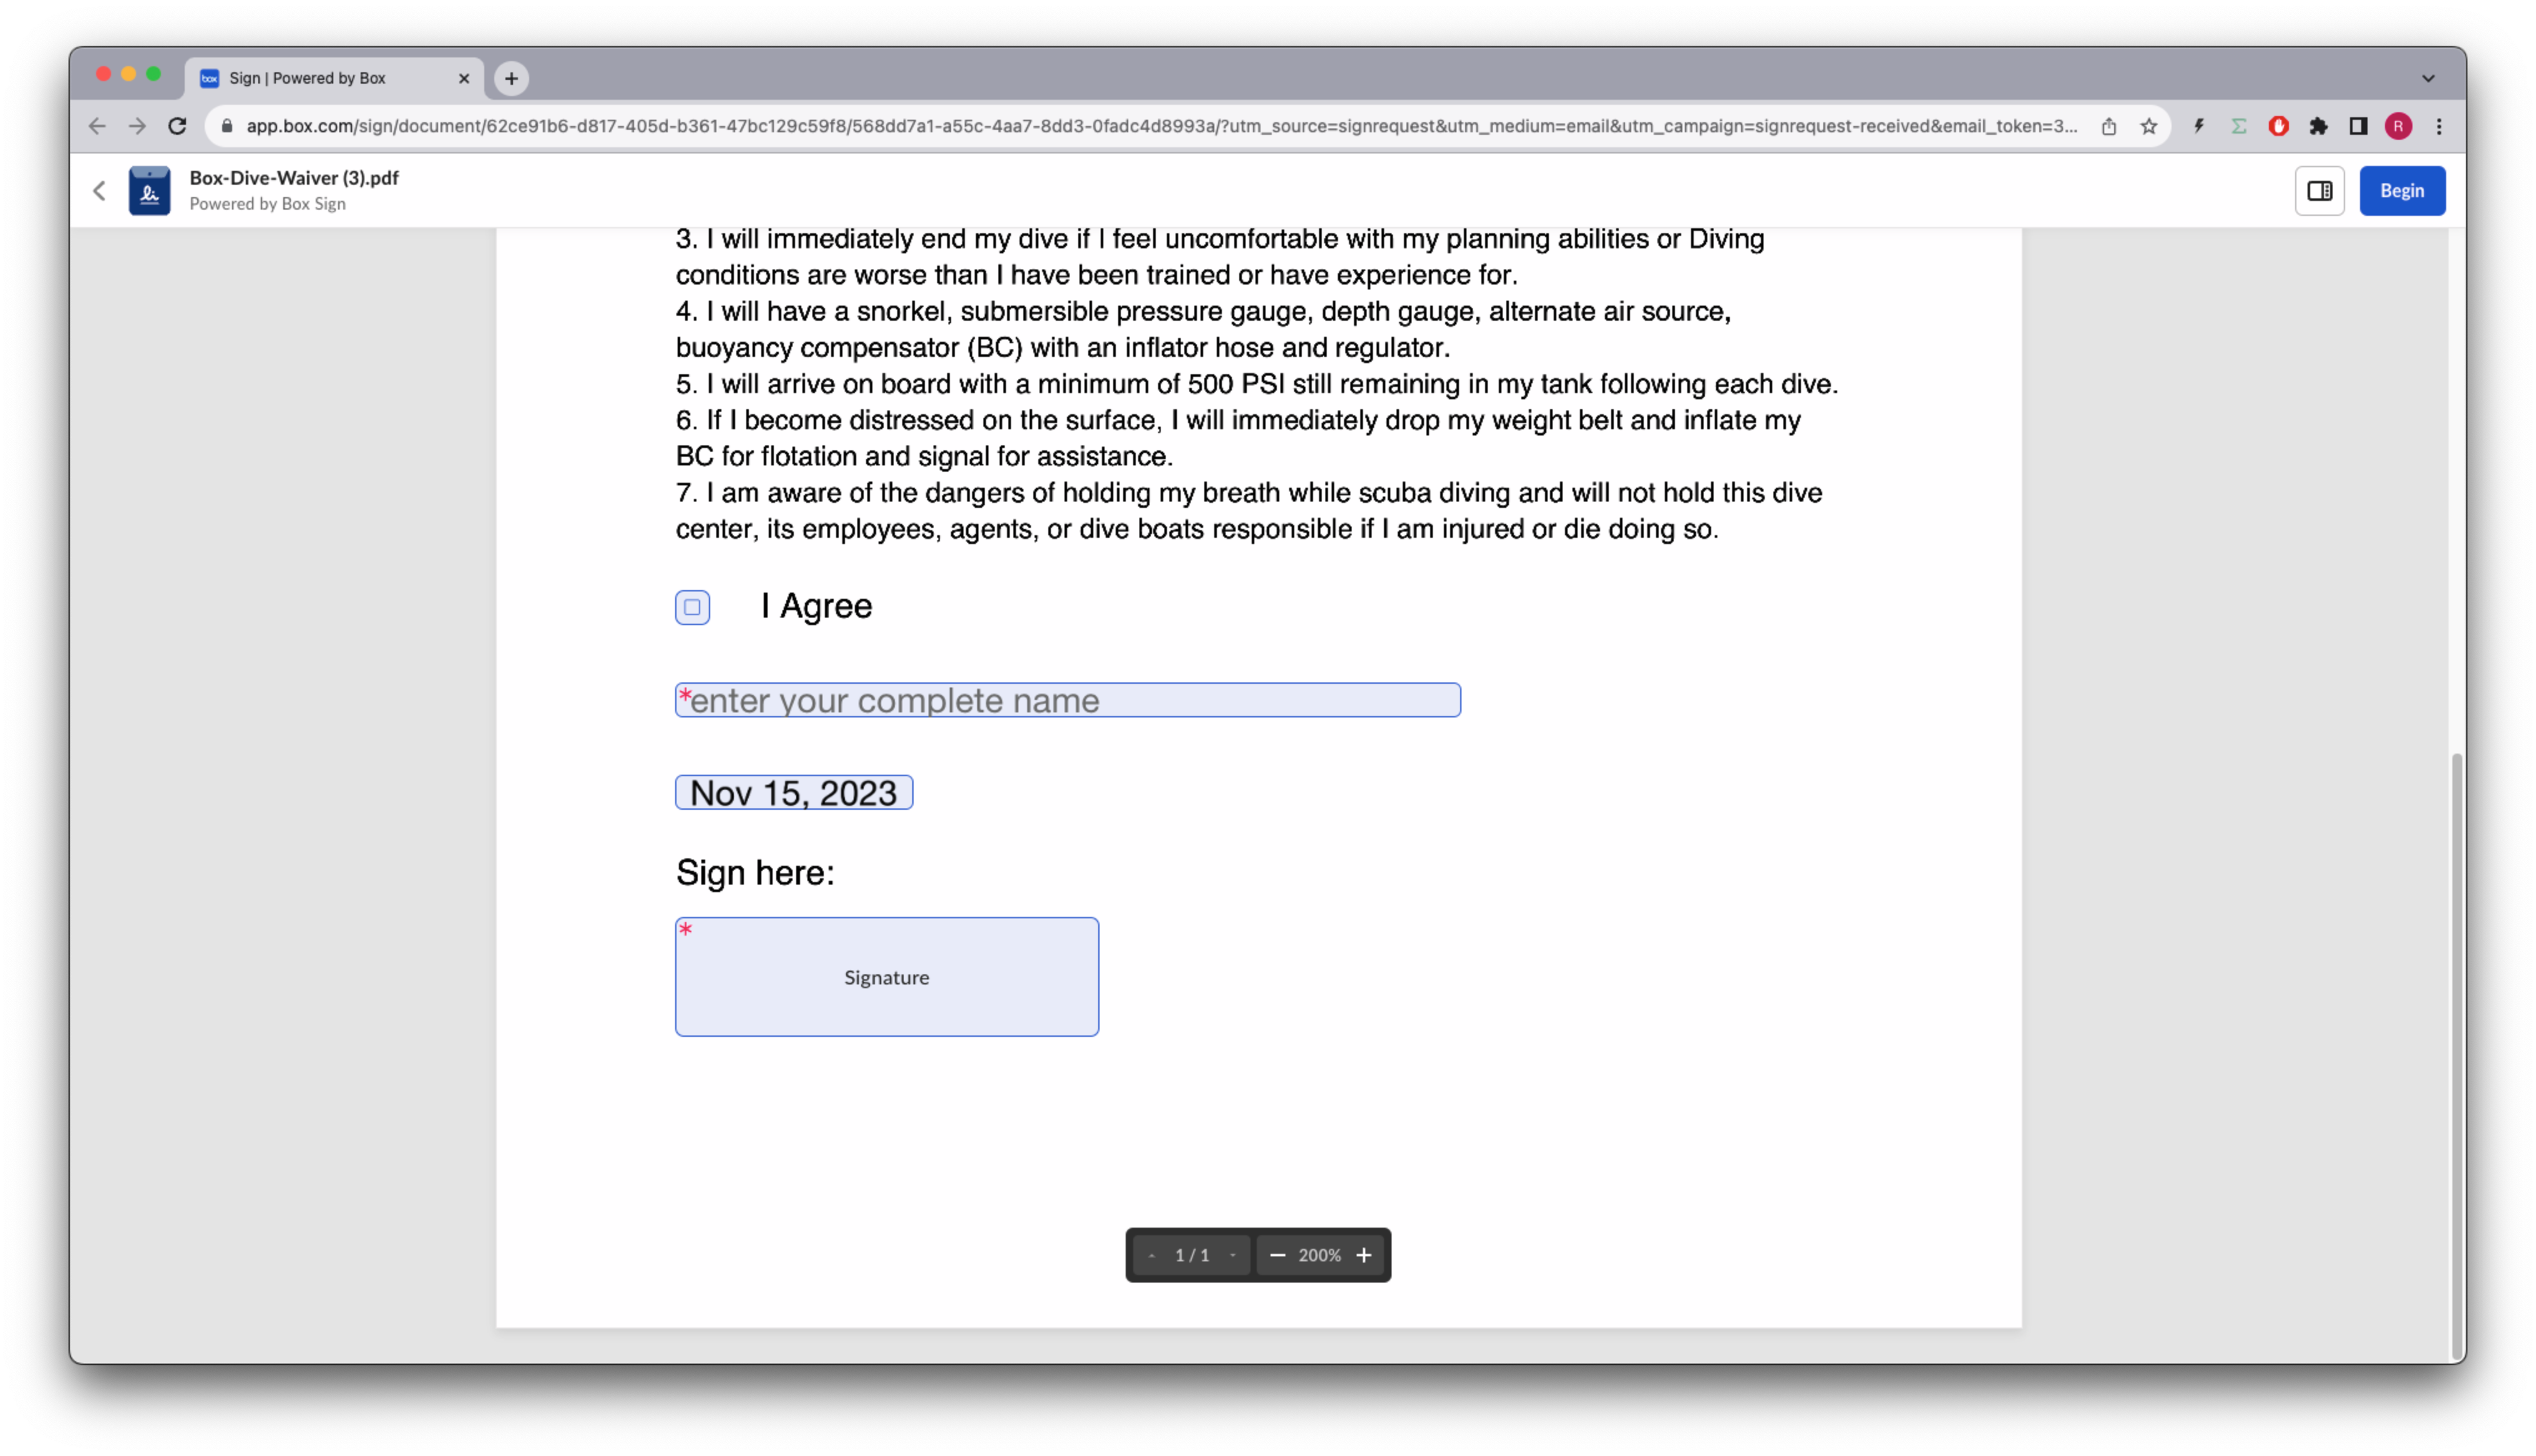 Sign | Powered by Box
app.box.com/sign/document/62ce91b6-d817-405d-b361-47bc129c59f8/568dd7a1-a55c-4aa7-8dd3-0fadc4d8993a/?utm_source=signrequest&utm_medium=email&utm_campaign=signrequest-received&email_token=3...
R
Box-Dive-Waiver (3).pdf
Powered by Box Sign
Begin
3. I will immediately end my dive if I feel uncomfortable with my planning abilities or Diving
conditions are worse than I have been trained or have experience for.
4. I will have a snorkel, submersible pressure gauge, depth gauge, alternate air source,
buoyancy compensator (BC) with an inflator hose and regulator.
5. I will arrive on board with a minimum of 500 PSI still remaining in my tank following each dive.
6. If I become distressed on the surface, I will immediately drop my weight belt and inflate my
BC for flotation and signal for assistance.
7. I am aware of the dangers of holding my breath while scuba diving and will not hold this dive
center, its employees, agents, or dive boats responsible if I am injured or die doing so.
I Agree
*enter your complete name
Nov 15, 2023
Sign here:
*
Signature
1 / 1
200%